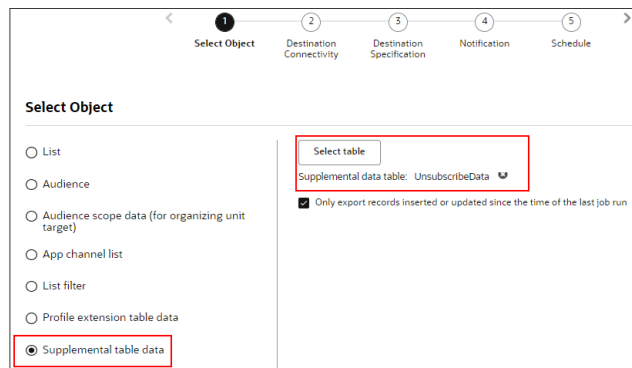 1
2
3
4
5
Select Object
Destination
Connectivity
Destination
Specification
Notification
Schedule
Select Object
List
Audience
Audience scope data (for organizing unit
target)
App channel list
List filter
Profile extension table data
Supplemental table data
Select table
Supplemental data table: UnsubscribeData
Only export records inserted or updated since the time of the last job run